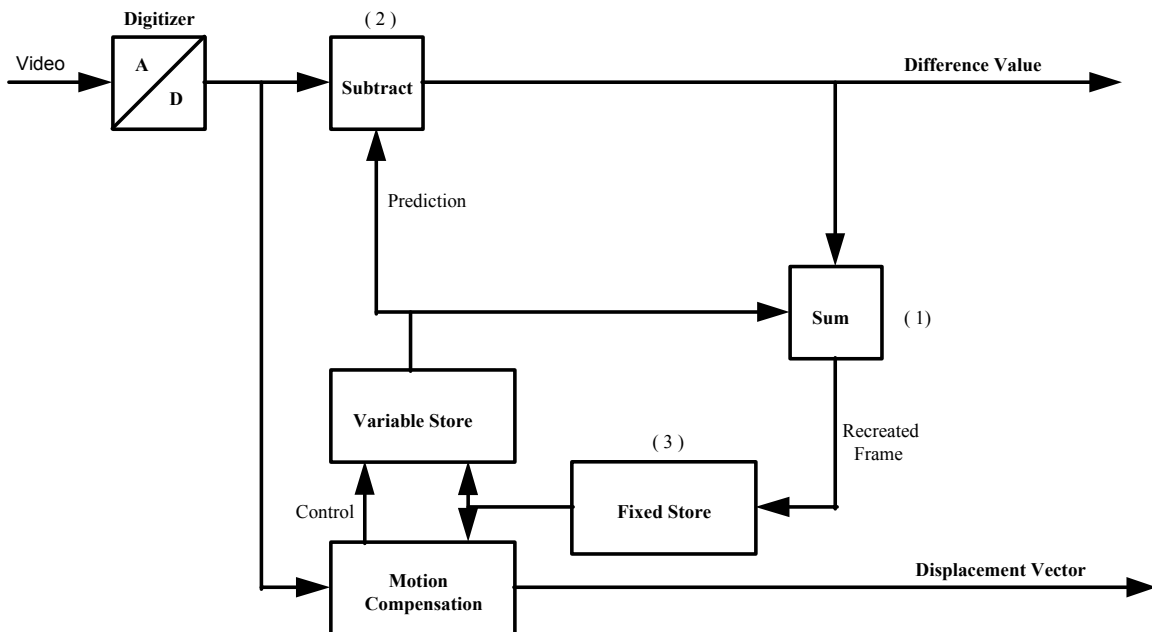 Digitizer
( 2 )
Video
A
D
Subtract
Difference Value
Prediction
Sum
( 1)
Variable Store
Recreated
Frame
( 3 )
Fixed Store
Control
Motion
Compensation
Displacement Vector